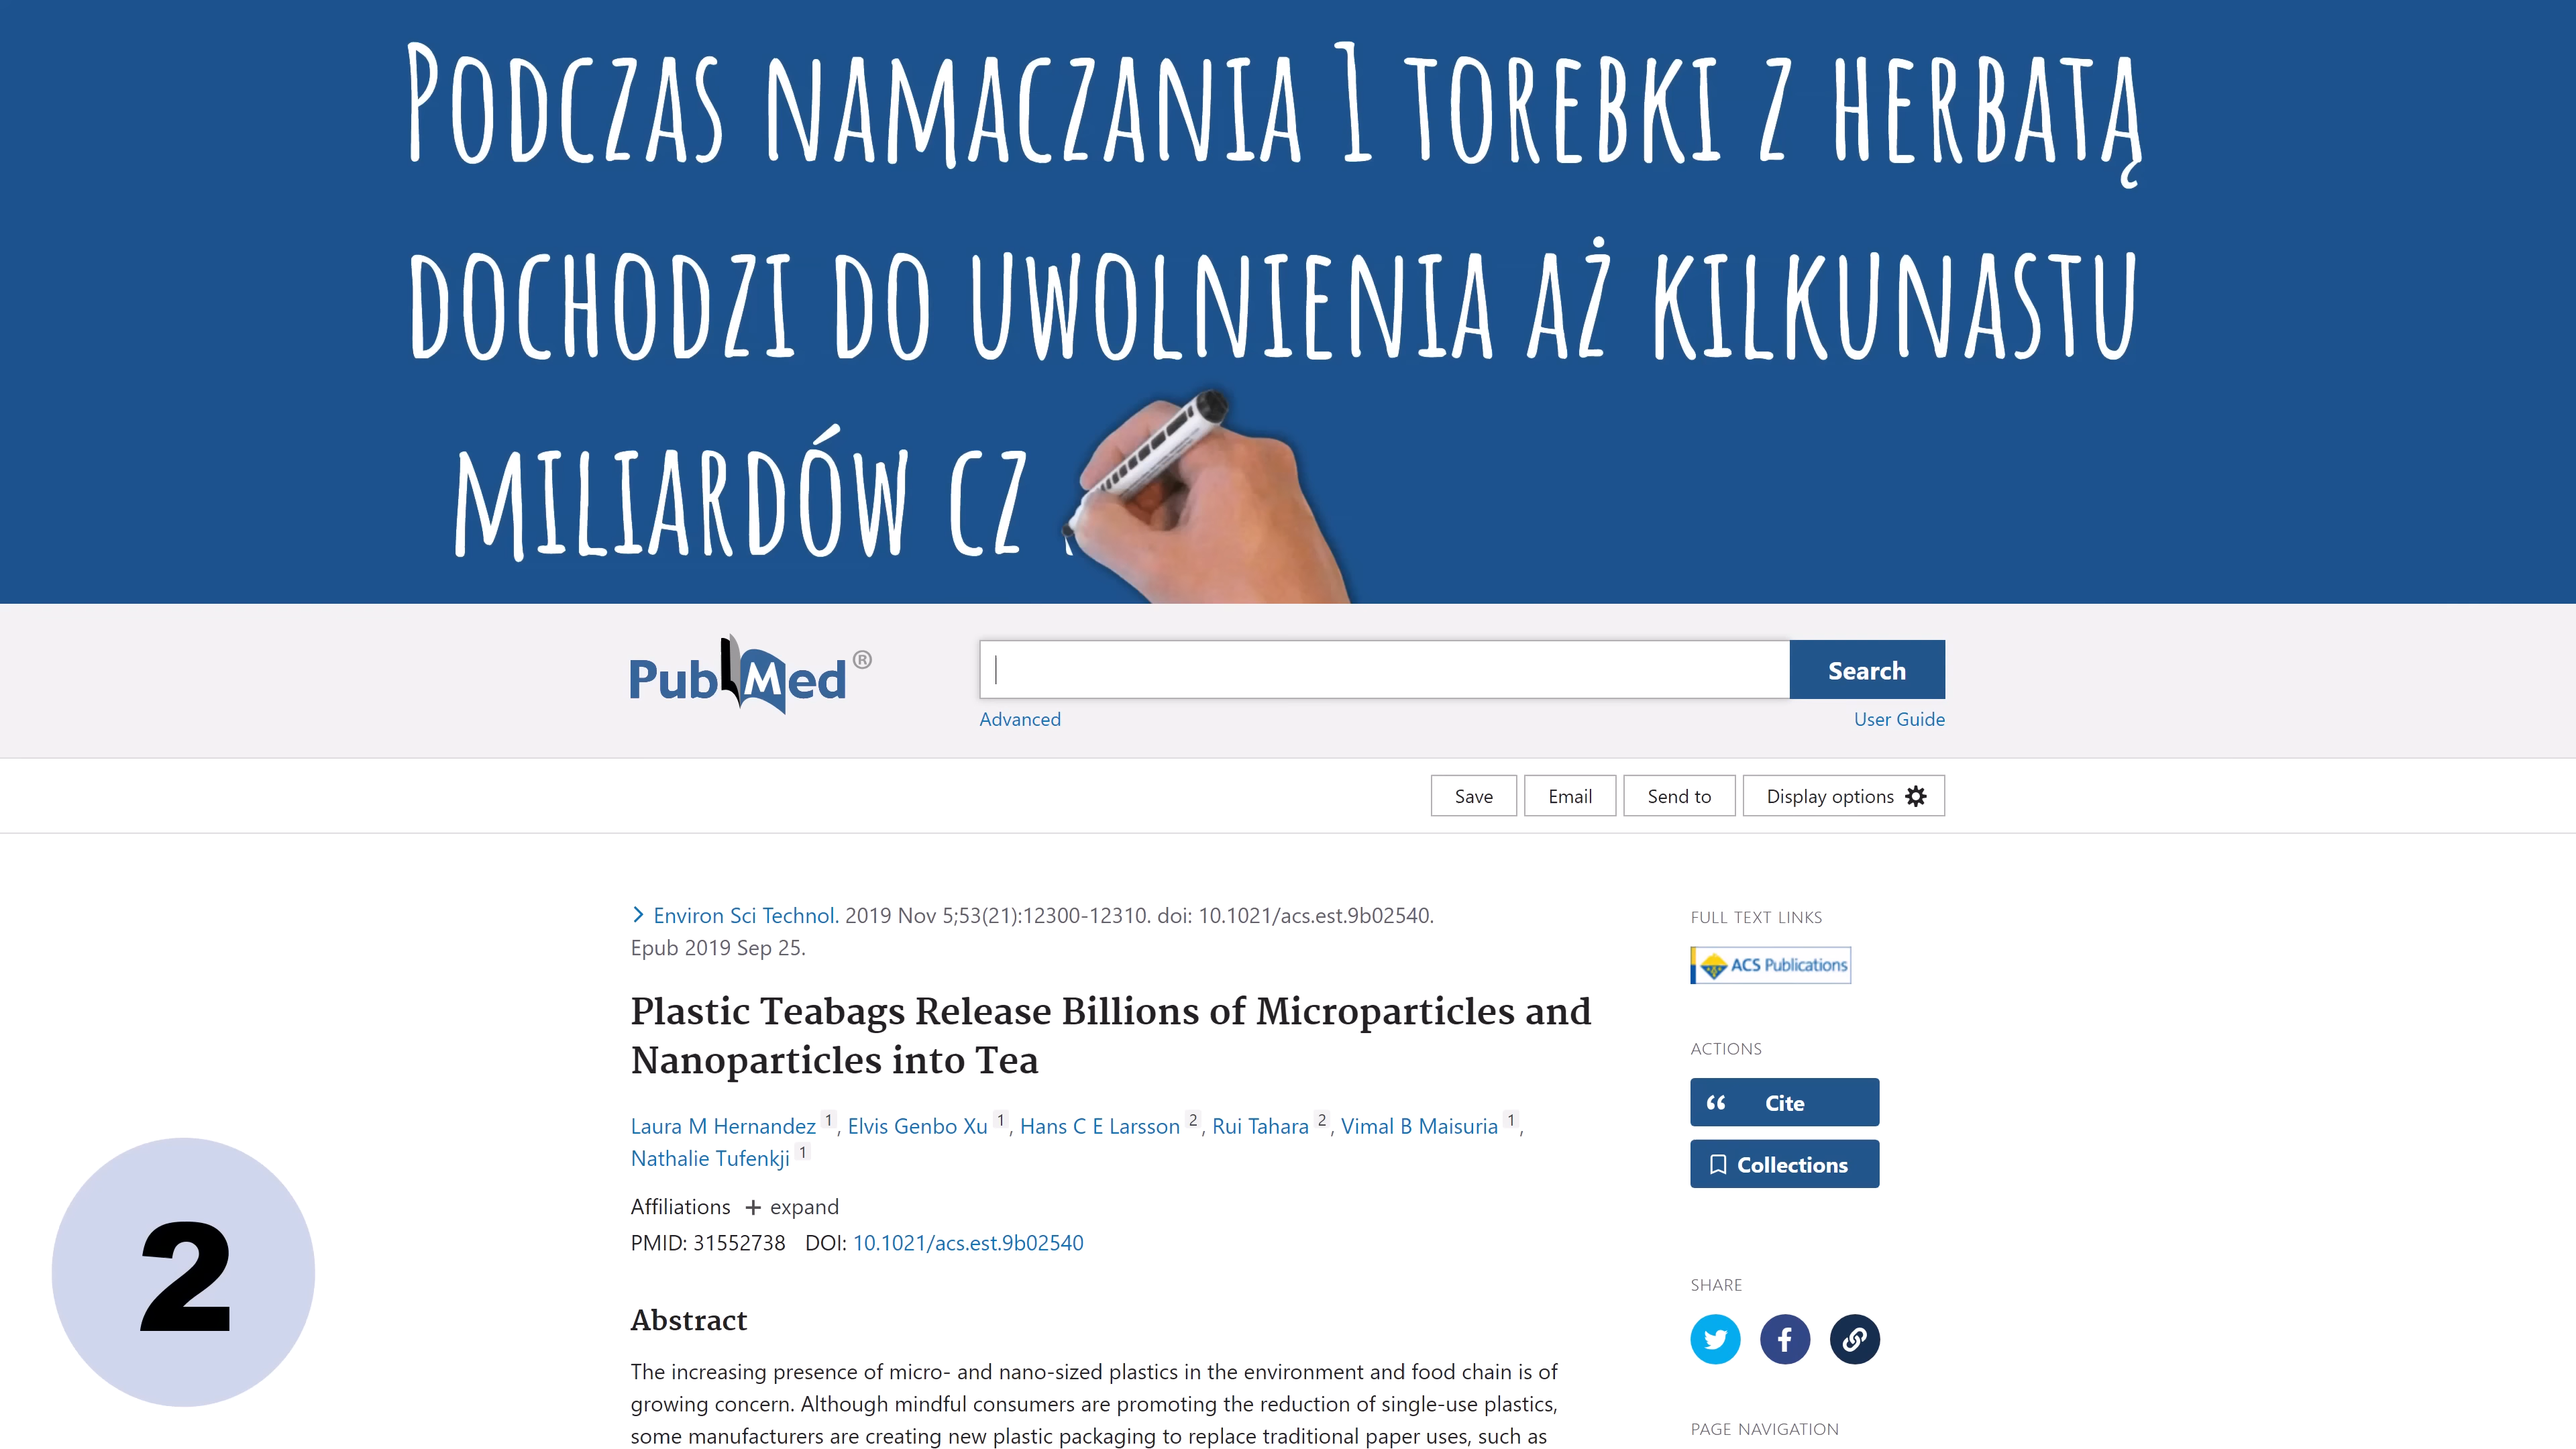 PODCZAS NAMACZANIA 1 TOREBKI Z HERBATĄ
DOCHODZI DO UWOLNIENIA AŻ KILKUNASTU
MILIARDÓW CZ
PubMed®
Search
Advanced
User Guide
Save
Email
Send to
Display options
Environ Sci Technol. 2019 Nov 5;53(21):12300-12310. doi: 10.1021/acs.est.9b02540.
Epub 2019 Sep 25.
Plastic Teabags Release Billions of Microparticles and
Nanoparticles into Tea
Laura M Hernandez 1, Elvis Genbo Xu 1, Hans C E Larsson 2, Rui Tahara 2, Vimal B Maisuria 1,
Nathalie Tufenkji 1
Affiliations + expand
PMID: 31552738 DOI: 10.1021/acs.est.9b02540
Abstract
The increasing presence of micro- and nano-sized plastics in the environment and food chain is of
growing concern. Although mindful consumers are promoting the reduction of single-use plastics,
some manufacturers are creating new plastic packaging to replace traditional paper uses, such as
FULL TEXT LINKS
ACS Publications
ACTIONS
Cite
Collections
SHARE
PAGE NAVIGATION
2